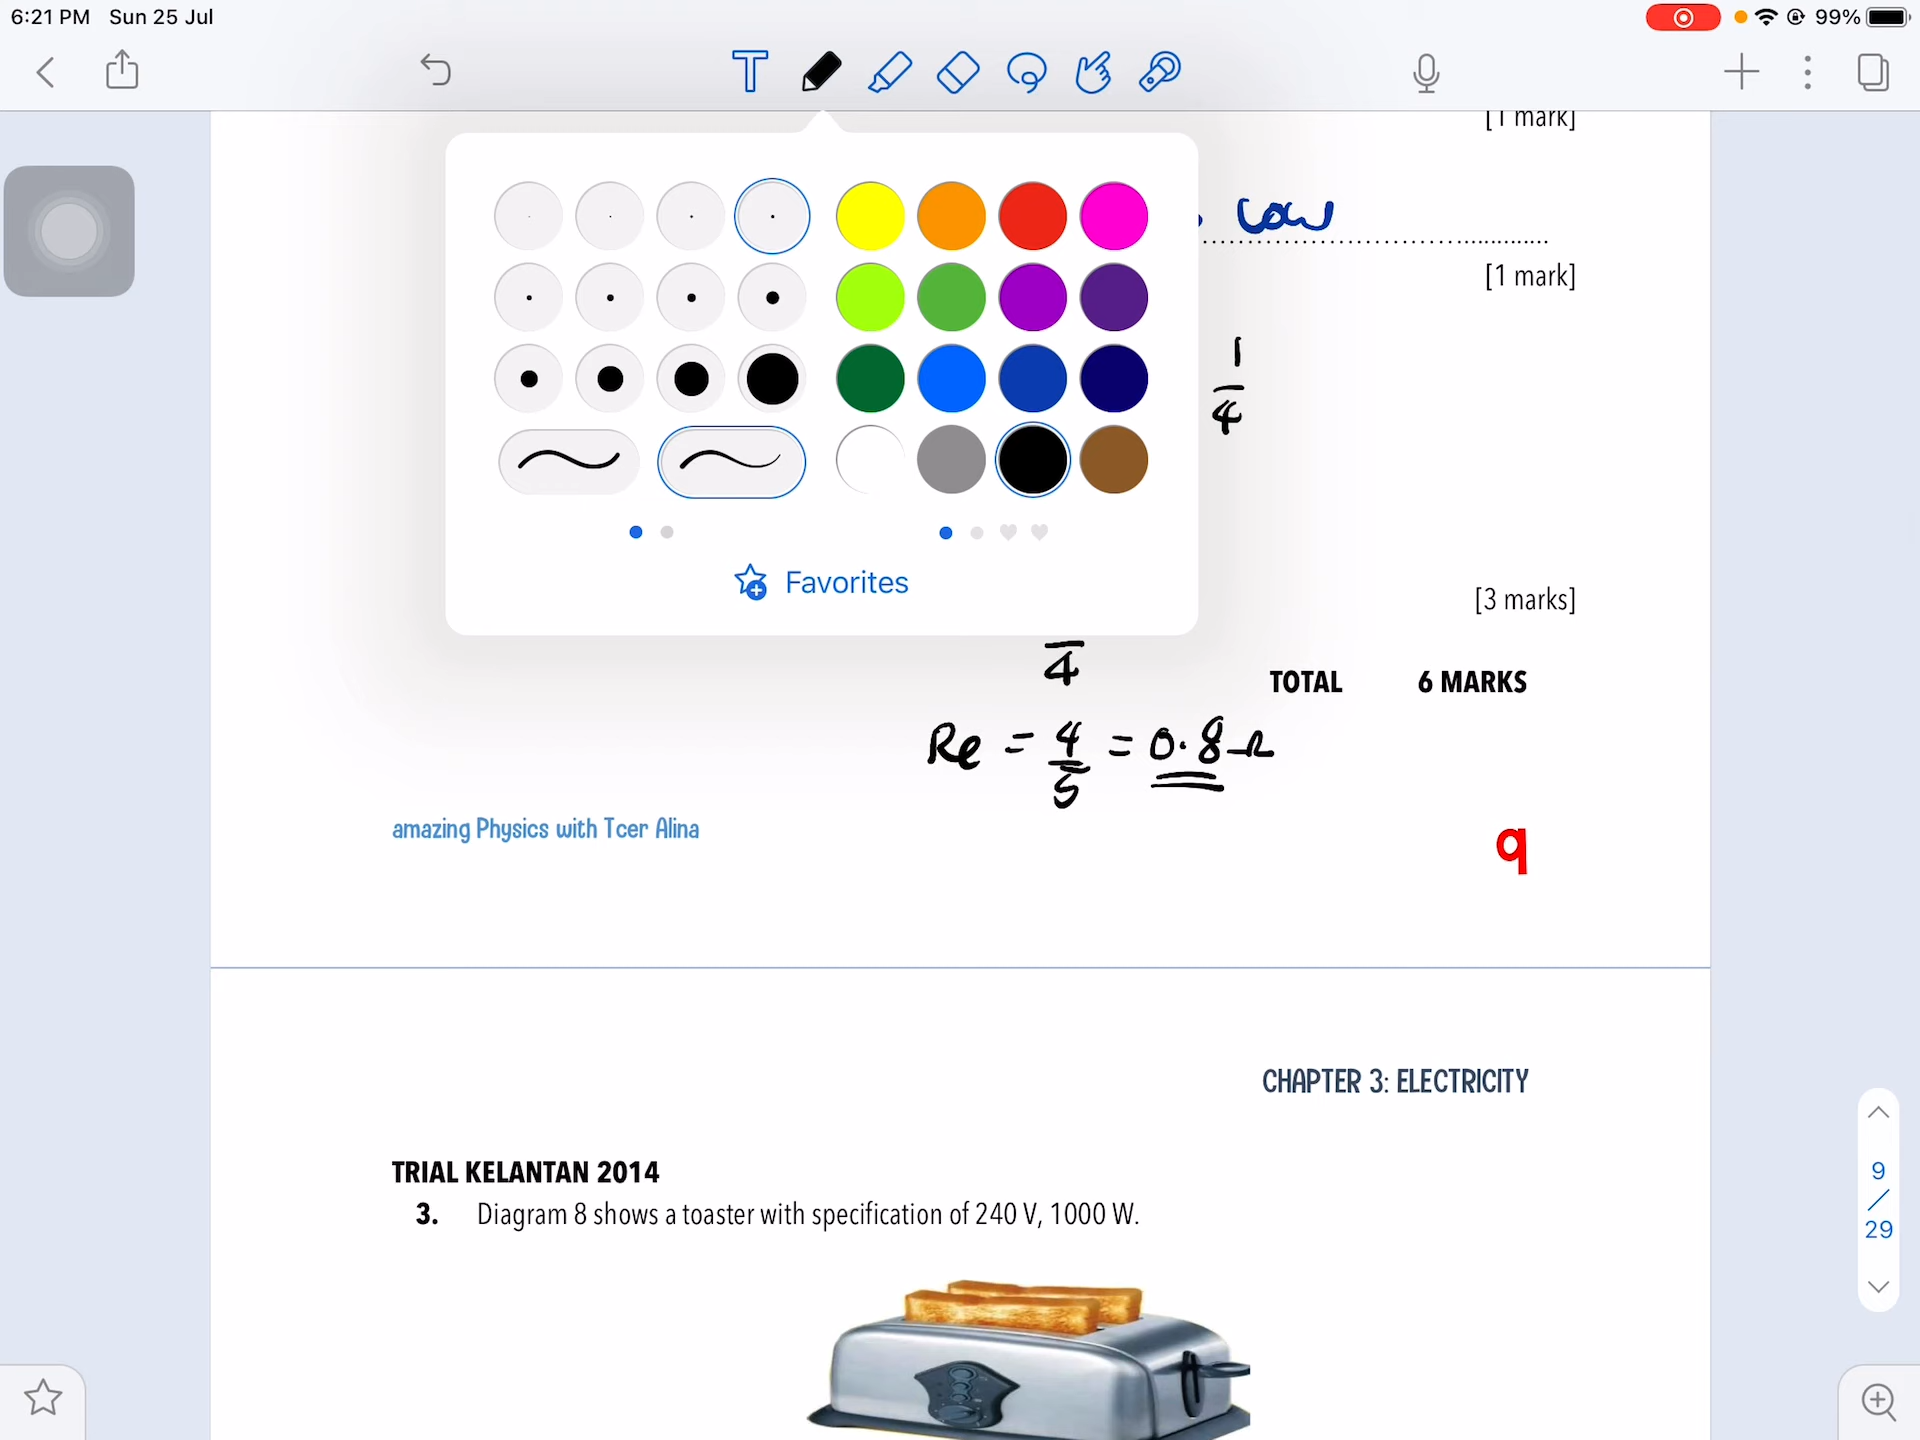 6:21 PM Sun 25 Jul
99%
T
[1 mark]
low
[1 mark]
1
4
Favorites
[3 marks]
4
TOTAL 6 MARKS
Re = 4/5 = 0.8Ω
amazing Physics with Tcer Alina
9
CHAPTER 3: ELECTRICITY
9
/
29
TRIAL KELANTAN 2014
3. Diagram 8 shows a toaster with specification of 240 V, 1000 W.